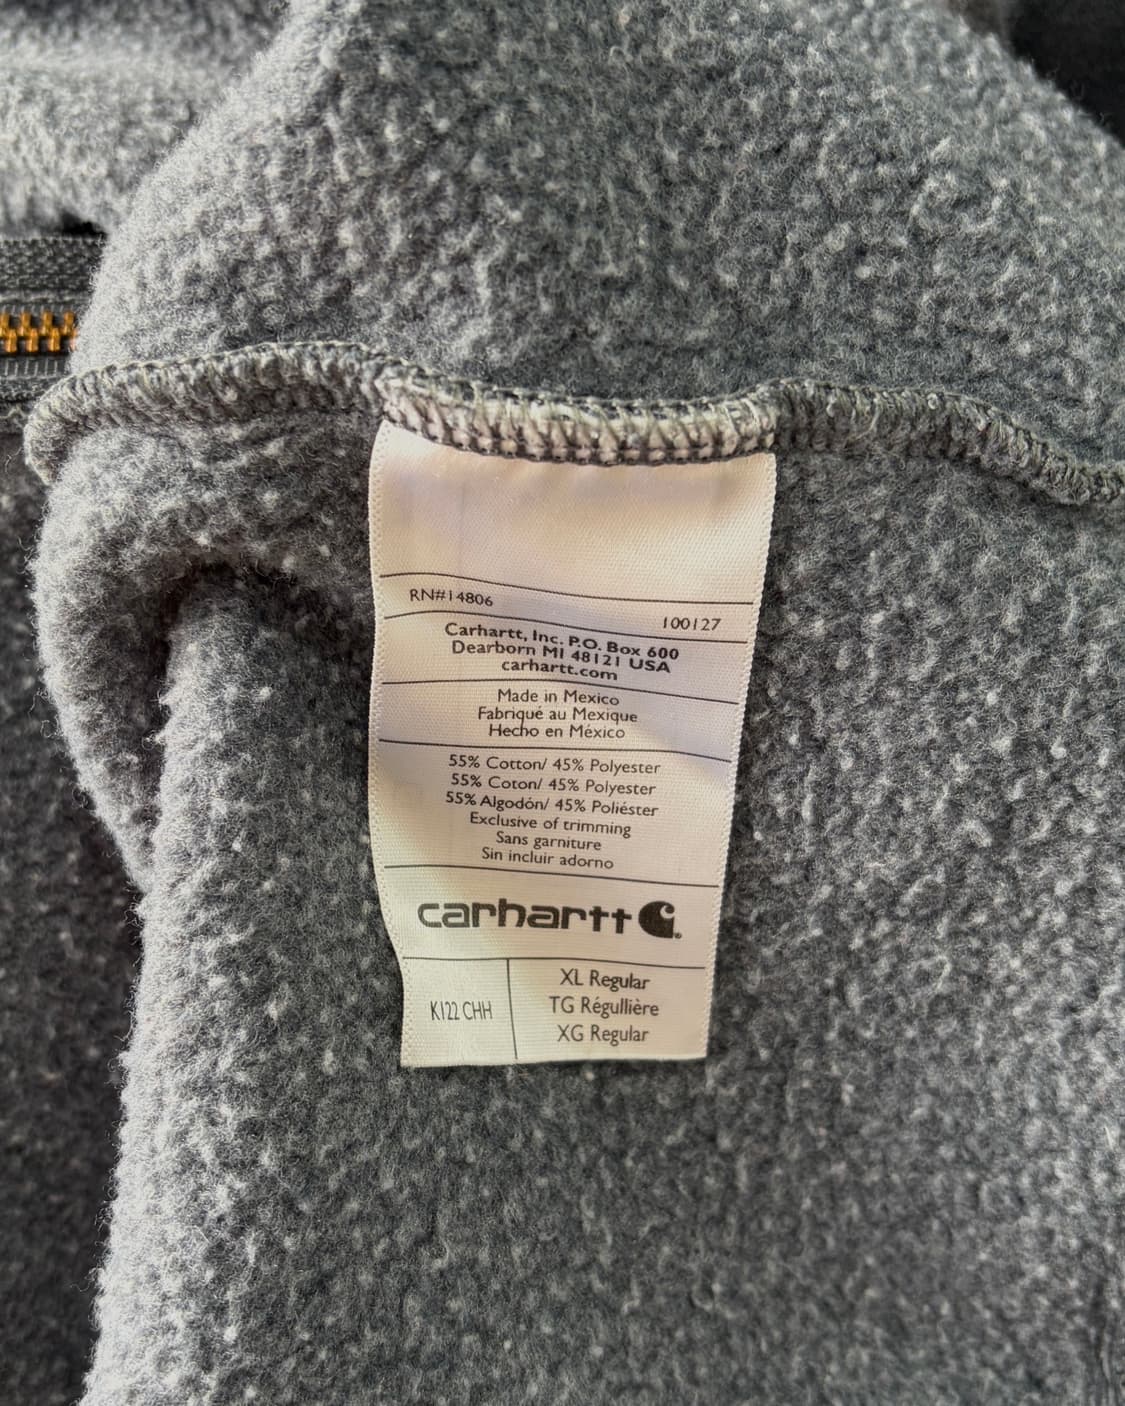 RN#14806
100127
Carhartt, Inc. P.O. Box 600
Dearborn MI 48121 USA
carhartt.com
Made in Mexico
Fabriqué au Mexique
Hecho en México
55% Cotton/ 45% Polyester
55% Coton/ 45% Polyester
55% Algodón/ 45% Poliéster
Exclusive of trimming
Sans garniture
Sin incluir adorno
carhartt
XL Regular
K122 CHH TG Régullière
XG Regular